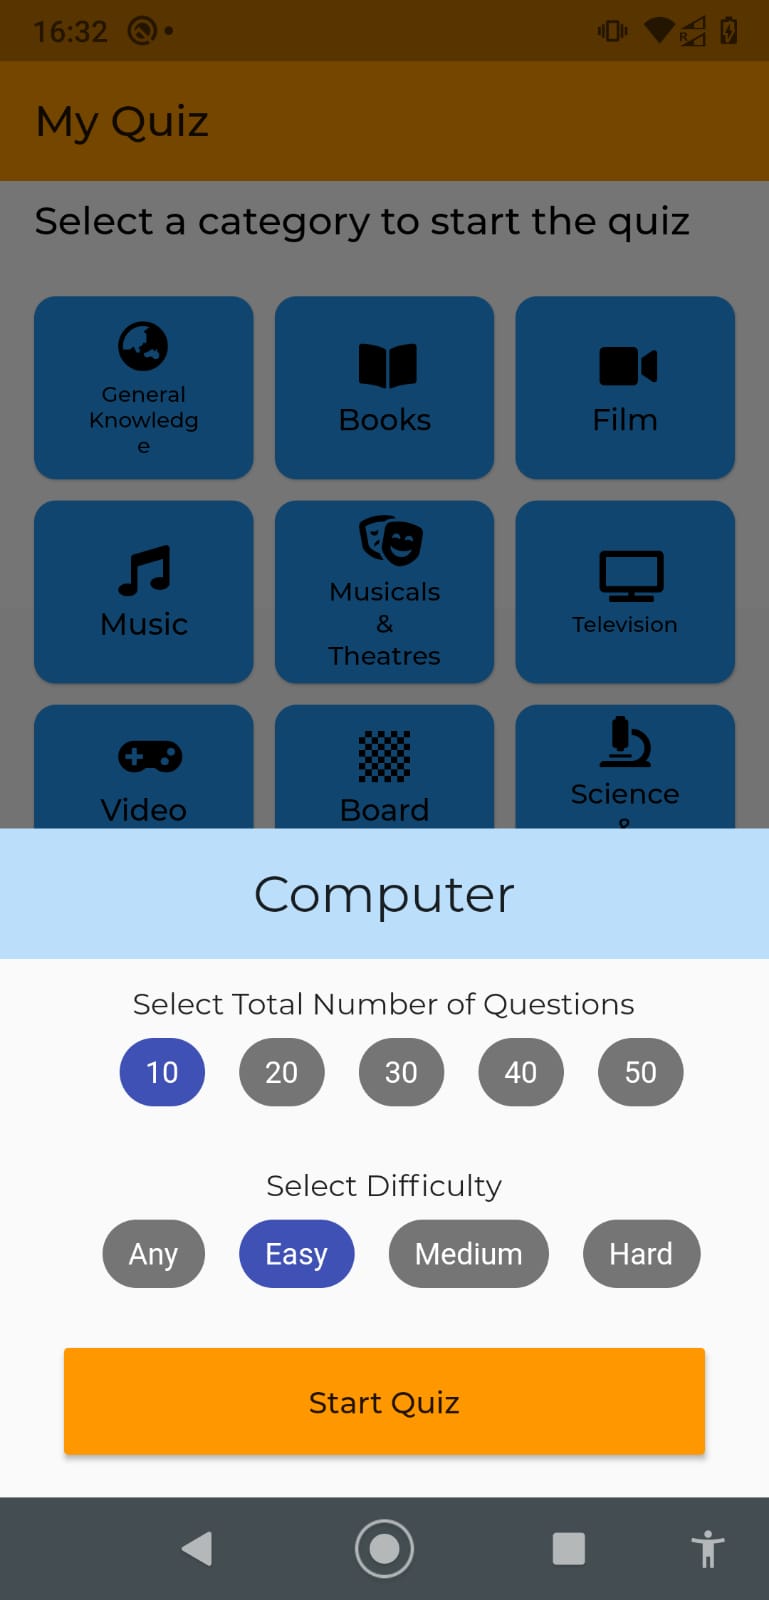 16:32
My Quiz
Select a category to start the quiz
General
Knowledg
e
Books
Film
Music
Musicals
&
Theatres
Television
Video
Board
Science
&
Computer
Select Total Number of Questions
10 20 30 40 50
Select Difficulty
Any Easy Medium Hard
Start Quiz